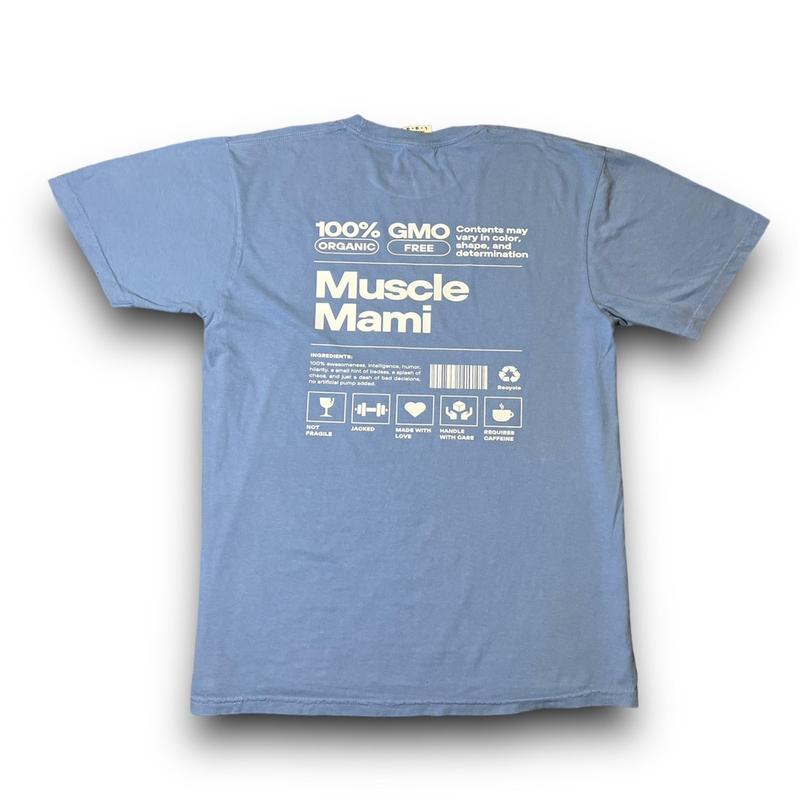 100% GMO
ORGANIC FREE
Contents may
vary in color,
shape, and
determination
Muscle
Mami
INGREDIENTS:
100% awesomeness, intelligence, humor,
hilarity, a small hint of badass, a splash of
chaos, and just a dash of bad decisions,
no artificial pump added.
Recycle
NOT
FRAGILE
JACKED
MADE WITH
LOVE
HANDLE
WITH CARE
REQUIRES
CAFFEINE